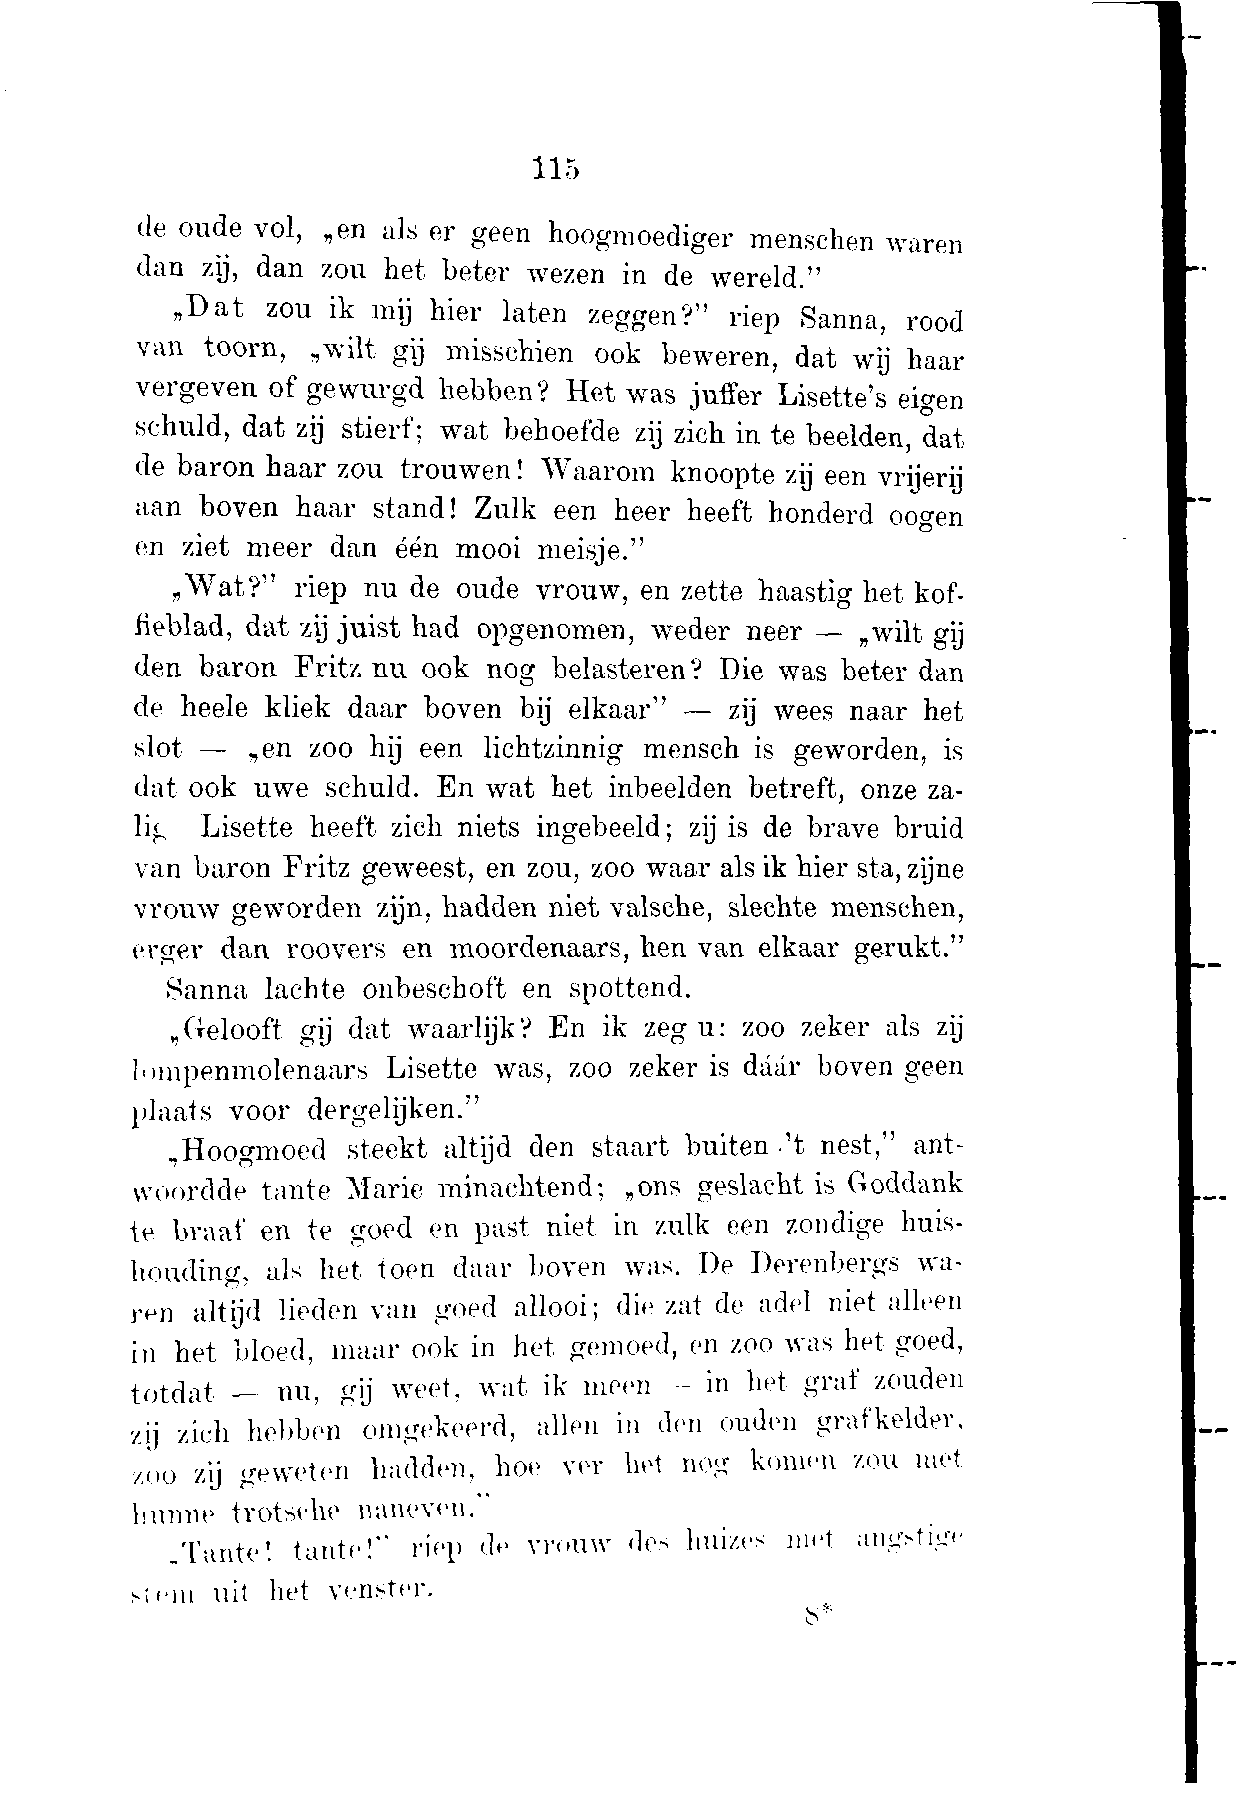 115
de oude vol, „en als er geen hoogmoediger menschen waren
dan zij, dan zou het beter wezen in de wereld.”
„Dat zou ik mij hier laten zeggen?” riep Sanna, rood
van toorn, „wilt gij misschien ook beweren, dat wij haar
vergeven of gewurgd hebben? Het was juffer Lisette's eigen
schuld, dat zij stierf; wat behoefde zij zich in te beelden, dat
de baron haar zou trouwen! Waarom knoopte zij een vrijerij
aan boven haar stand! Zulk een heer heeft honderd oogen
en ziet meer dan één mooi meisje.”
„Wat?” riep nu de oude vrouw, en zette haastig het kof-
fieblad, dat zij juist had opgenomen, weder neer — „wilt gij
den baron Fritz nu ook nog belasteren? Die was beter dan
de heele kliek daar boven bij elkaar” — zij wees naar het
slot — „en zoo hij een lichtzinnig mensch is geworden, is
dat ook uwe schuld. En wat het inbeelden betreft, onze za-
lig Lisette heeft zich niets ingebeeld; zij is de brave bruid
van baron Fritz geweest, en zou, zoo waar als ik hier sta, zijne
vrouw geworden zijn, hadden niet valsche, slechte menschen,
erger dan roovers en moordenaars, hen van elkaar gerukt.”
Sanna lachte onbeschoft en spottend.
„Gelooft gij dat waarlijk? En ik zeg u: zoo zeker als zij
lompenmolenaars Lisette was, zoo zeker is dáár boven geen
plaats voor dergelijken.”
„Hoogmoed steekt altijd den staart buiten 't nest,” ant-
woordde tante Marie minachtend; „ons geslacht is Goddank
te braaf en te goed en past niet in zulk een zondige huis-
houding, als het toen daar boven was. De Derenbergs wa-
ren altijd lieden van goed allooi; die zat de adel niet alleen
in het bloed, maar ook in het gemoed, en zoo was het goed,
totdat — nu, gij weet, wat ik meen — in het graf zouden
zij zich hebben omgekeerd, allen in den ouden grafkelder,
zoo zij geweten hadden, hoe ver het nog komen zou met
hunne trotsche naneven.”
„Tante! tante!” riep de vrouw des huizes met angstige
stem uit het venster.
8*